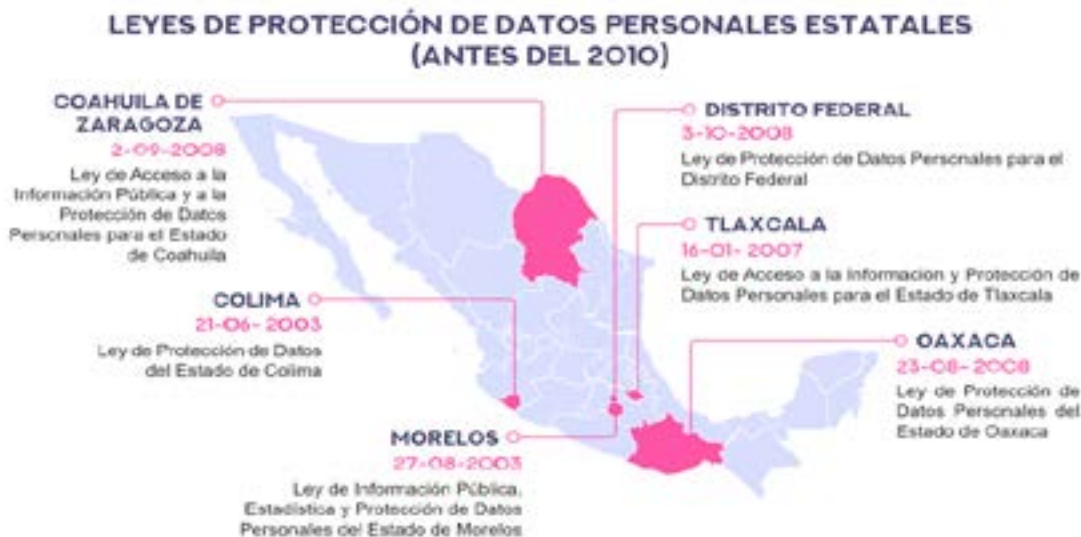 LEYES DE PROTECCIÓN DE DATOS PERSONALES ESTATALES
(ANTES DEL 2010)
COAHUILA DE
ZARAGOZA
2-09-2008
Ley de Acceso a la
Información Pública y a la
Protección de Datos
Personales para el Estado
de Coahuila
COLIMA
21-06-2003
Ley de Protección de Datos
del Estado de Colima
MORELOS
27-08-2003
Ley de Información Pública,
Estadística y Protección de Datos
Personales del Estado de Morelos
DISTRITO FEDERAL
3-10-2008
Ley de Protección de Datos Personales para el
Distrito Federal
TLAXCALA
16-01- 2007
Ley de Acceso a la Informacion y Protección de
Datos Personales para el Estado de Tlaxcala
OAXACA
23-08-2008
Ley de Protección de
Datos Personales del
Estado de Oaxaca